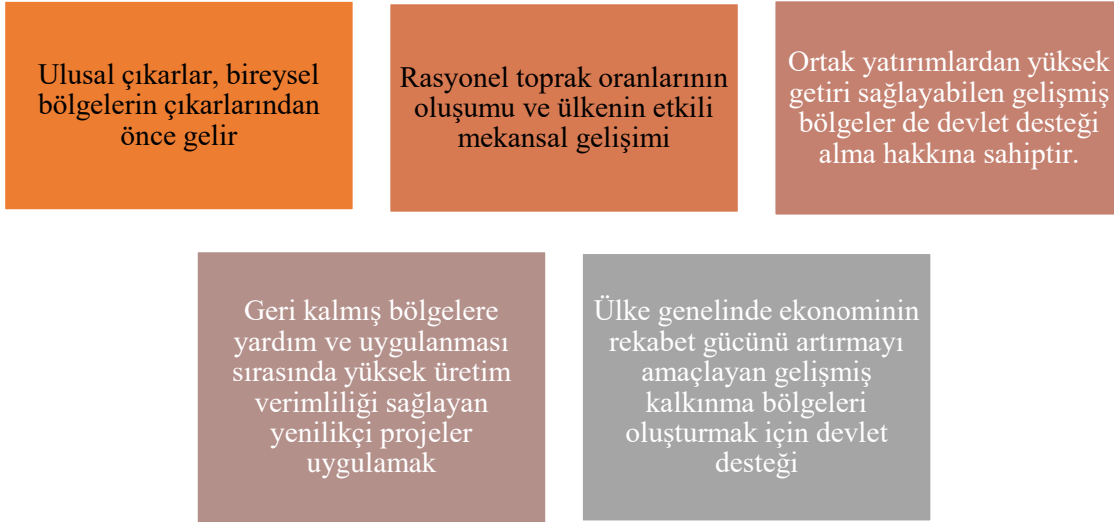 Ulusal çıkarlar, bireysel
bölgelerin çıkarlarından
önce gelir
Rasyonel toprak oranlarının
oluşumu ve ülkenin etkili
mekansal gelişimi
Ortak yatırımlardan yüksek
getiri sağlayabilen gelişmiş
bölgeler de devlet desteği
alma hakkına sahiptir.
Geri kalmış bölgelere
yardım ve uygulanması
sırasında yüksek üretim
verimliliği sağlayan
yenilikçi projeler
uygulamak
Ülke genelinde ekonominin
rekabet gücünü artırmayı
amaçlayan gelişmiş
kalkınma bölgeleri
oluşturmak için devlet
desteği